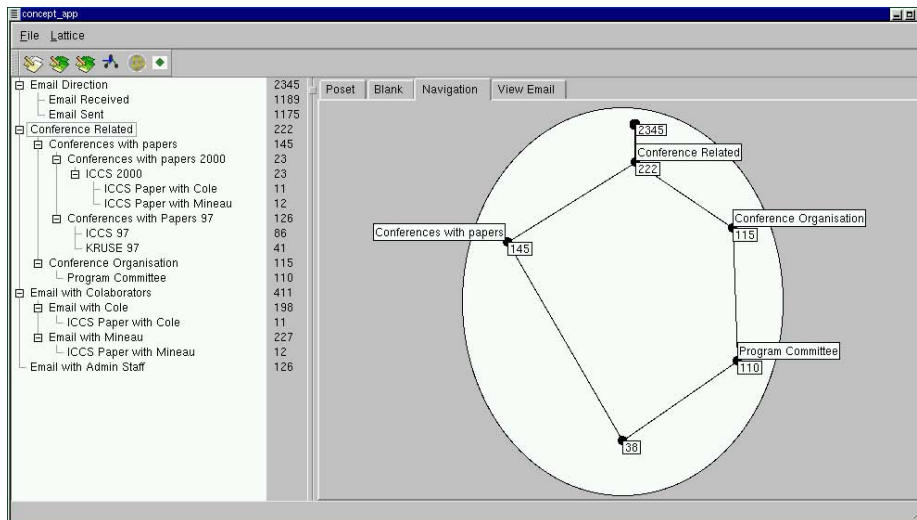 concept_app
File Lattice
Email Direction 2345
Email Received 1189
Email Sent 1175
Conference Related 222
Conferences with papers 145
Conferences with papers 2000 23
ICCS 2000 23
ICCS Paper with Cole 11
ICCS Paper with Mineau 12
Conferences with Papers 97 126
ICCS 97 86
KRUSE 97 41
Conference Organisation 115
Program Committee 110
Email with Colaborators 411
Email with Cole 198
ICCS Paper with Cole 11
Email with Mineau 227
ICCS Paper with Mineau 12
Email with Admin Staff 126
Poset Blank Navigation View Email
2345
Conference Related
222
Conference Organisation
115
Conferences with papers
145
Program Committee
110
38